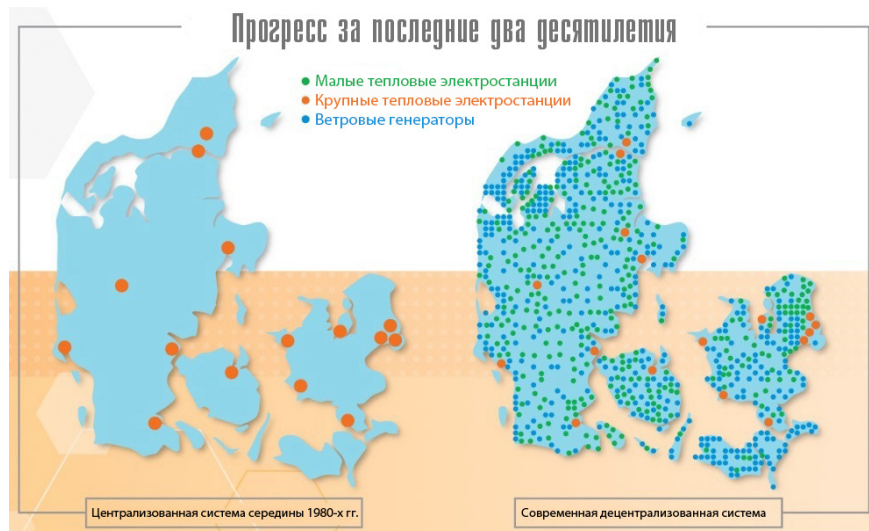 Прогресс за последние два десятилетия
Малые тепловые электростанции
Крупные тепловые электростанции
Ветровые генераторы
Централизованная система середины 1980-х гг.
Современная децентрализованная система